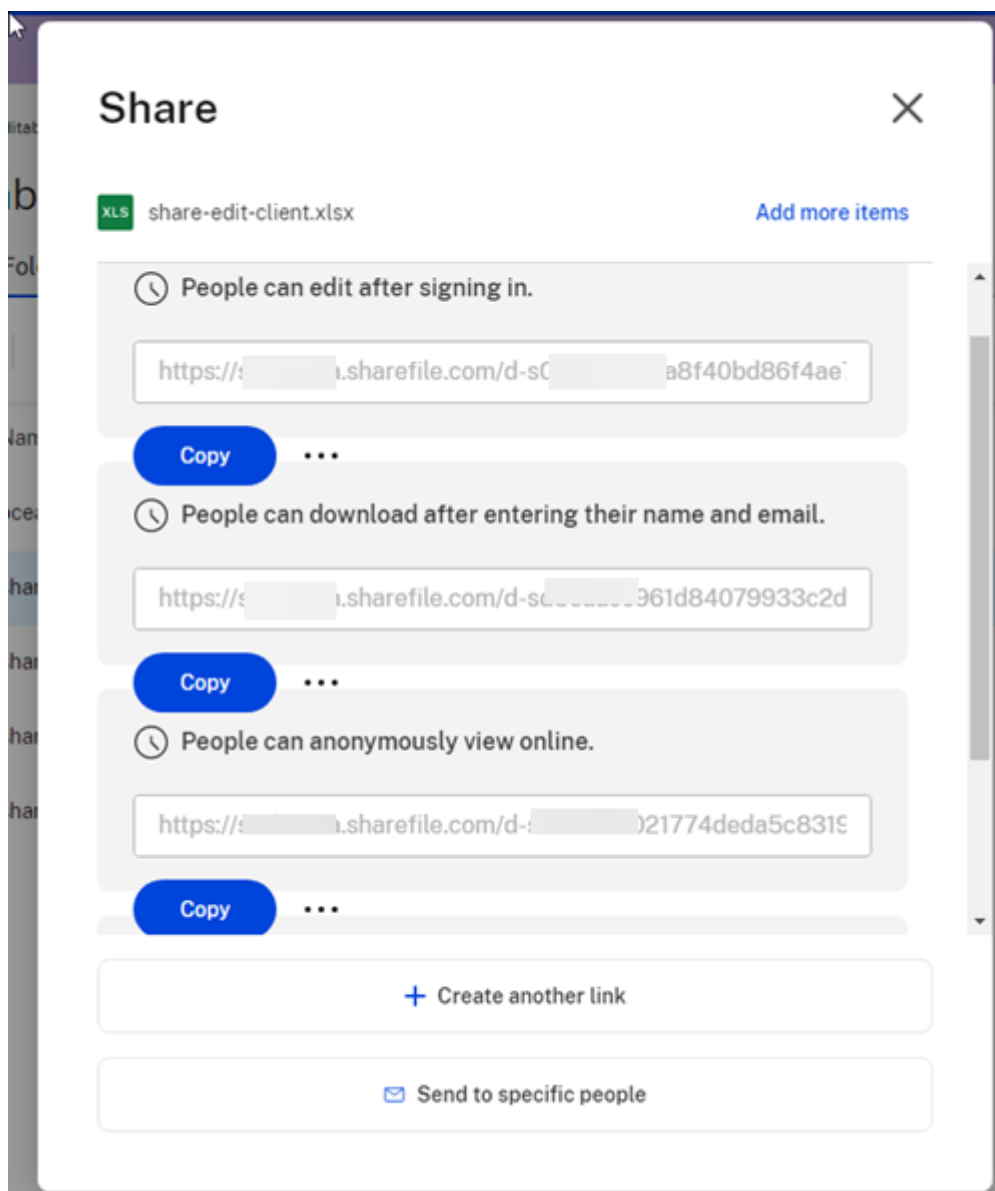 Share
XLS share-edit-client.xlsx Add more items
People can edit after signing in.
https:// .sharefile.com/d-s a8f40bd86f4ae
Copy
People can download after entering their name and email.
https:// .sharefile.com/d-s 961d84079933c2d
Copy
People can anonymously view online.
https:// .sharefile.com/d- 021774deda5c8319
Copy
+ Create another link
Send to specific people